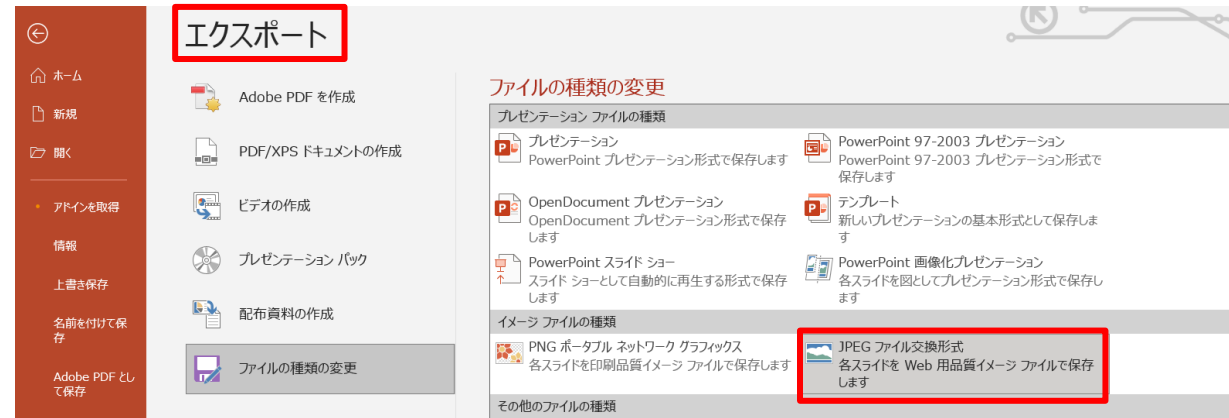 エクスポート
ホーム
新規
開く
アドインを取得
情報
上書き保存
名前を付けて保
存
Adobe PDF とし
て保存
Adobe PDF を作成
PDF/XPS ドキュメントの作成
ビデオの作成
プレゼンテーション パック
配布資料の作成
ファイルの種類の変更
ファイルの種類の変更
プレゼンテーション ファイルの種類
プレゼンテーション
PowerPoint プレゼンテーション形式で保存します
PowerPoint 97-2003 プレゼンテーション
PowerPoint 97-2003 プレゼンテーション形式で
保存します
OpenDocument プレゼンテーション
OpenDocument プレゼンテーション形式で保存
します
テンプレート
新しいプレゼンテーションの基本形式として保存しま
す
PowerPoint スライド ショー
スライド ショーとして自動的に再生する形式で保存
します
PowerPoint 画像化プレゼンテーション
各スライドを図としてプレゼンテーション形式で保存し
ます
イメージ ファイルの種類
PNG ポータブル ネットワーク グラフィックス
各スライドを印刷品質イメージ ファイルで保存します
JPEG ファイル交換形式
各スライドを Web 用品質イメージ ファイルで保存
します
その他のファイルの種類